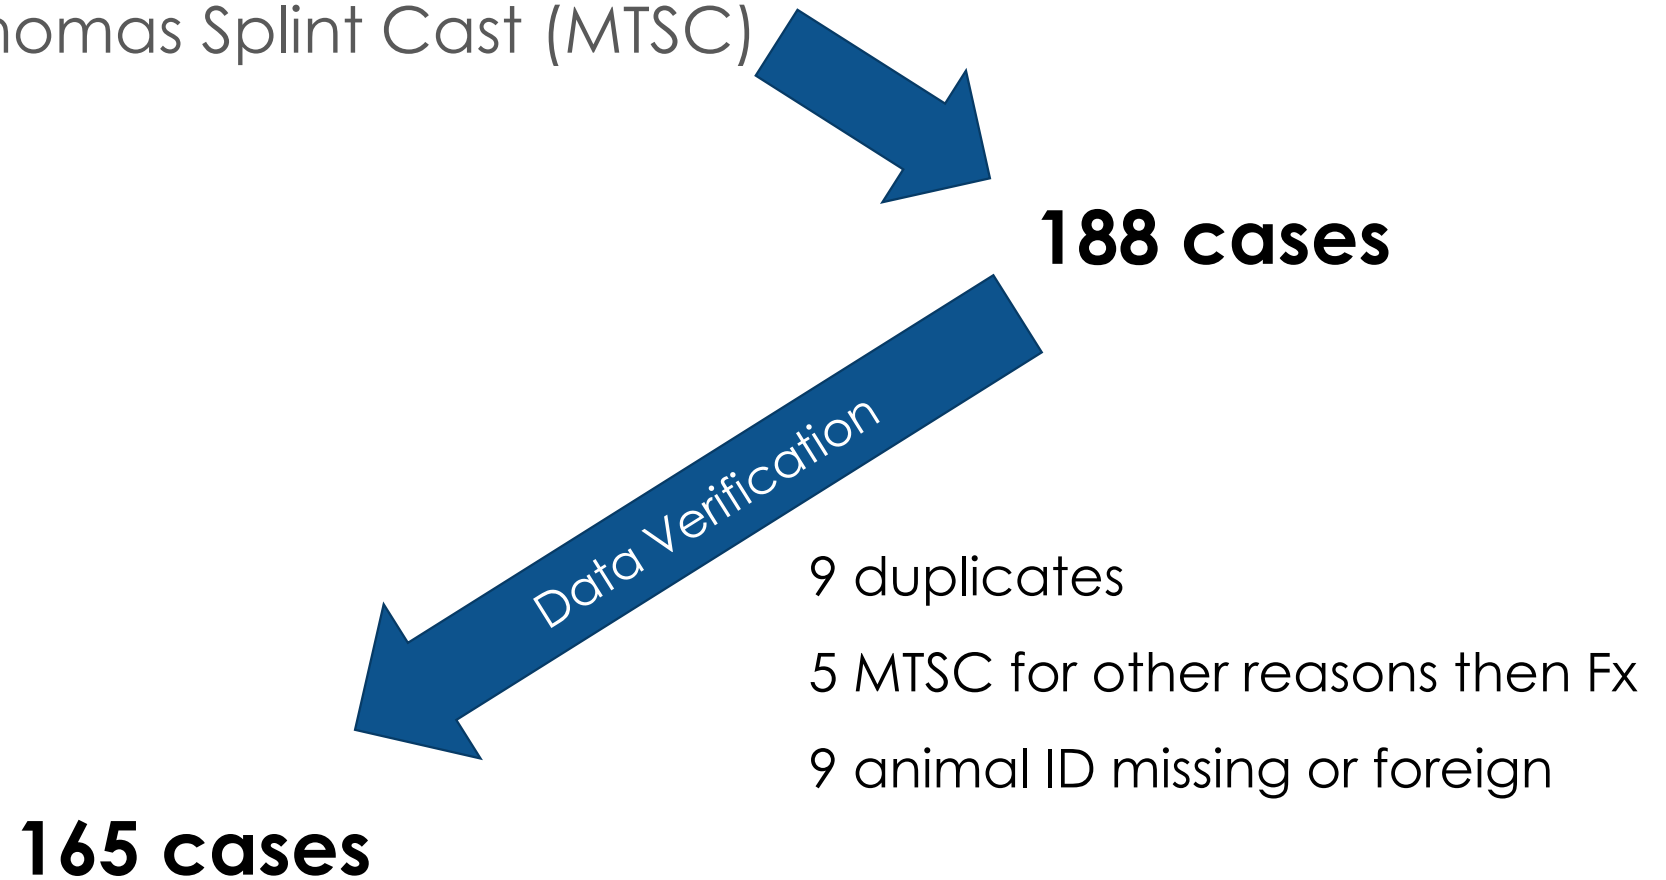 Splint Cast (MTSC)
188 cases
Data Verification
9 duplicates
5 MTSC for other reasons then Fx
9 animal ID missing or foreign
165 cases